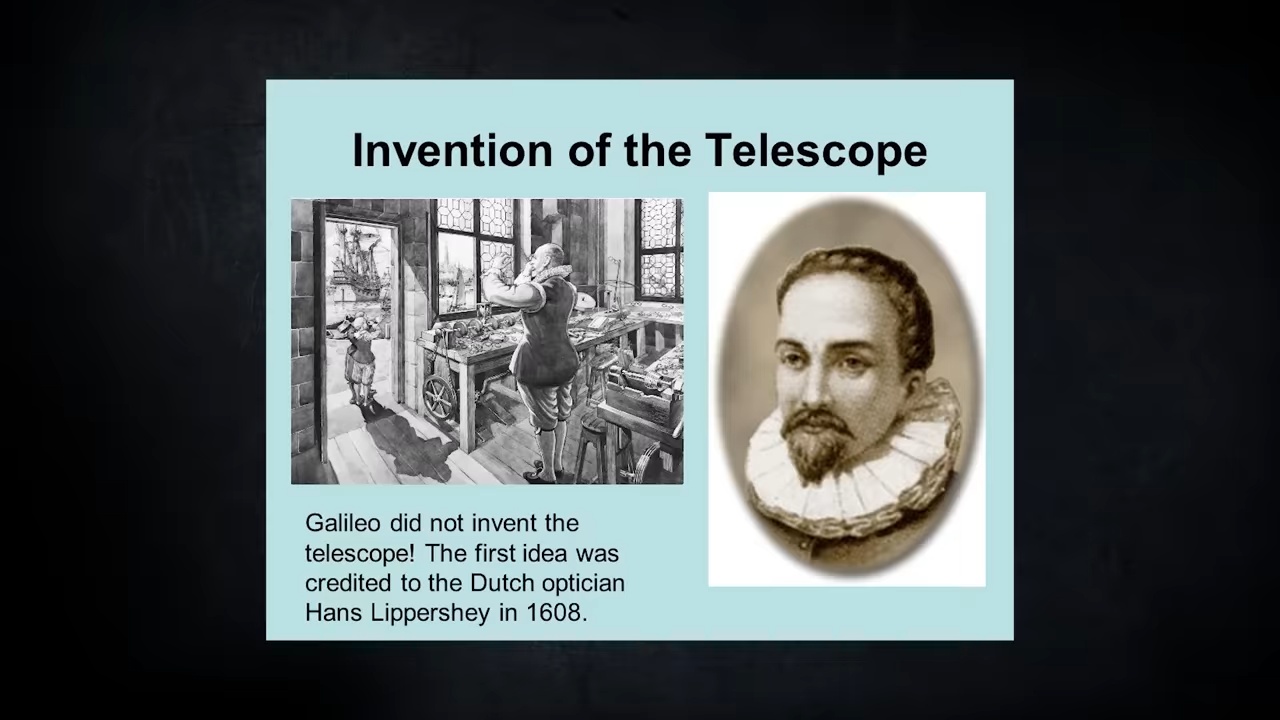 Invention of the Telescope
Galileo did not invent the
telescope! The first idea was
credited to the Dutch optician
Hans Lippershey in 1608.